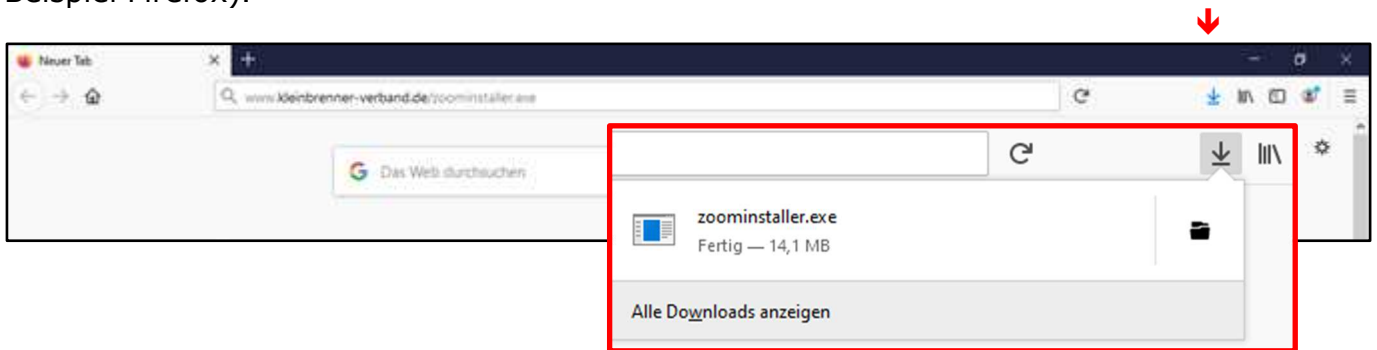 Beispiel Firefox):
Neuer Tab
www.kleinbrenner-verband.de/zoominstaller.exe
Das Web durchsuchen
zoominstaller.exe
Fertig — 14,1 MB
Alle Downloads anzeigen